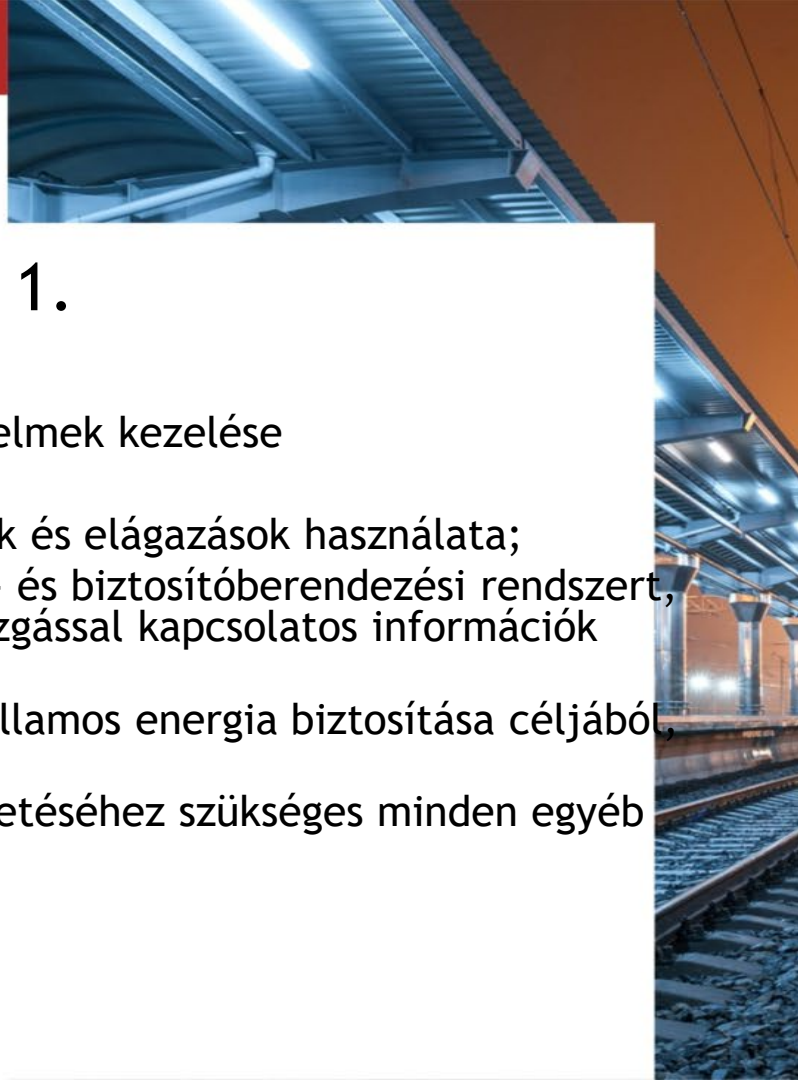 1.
elmek kezelése
k és elágazások használata;
és biztosítóberendezési rendszert,
zgással kapcsolatos információk
llamos energia biztosítása céljából,
etéséhez szükséges minden egyéb